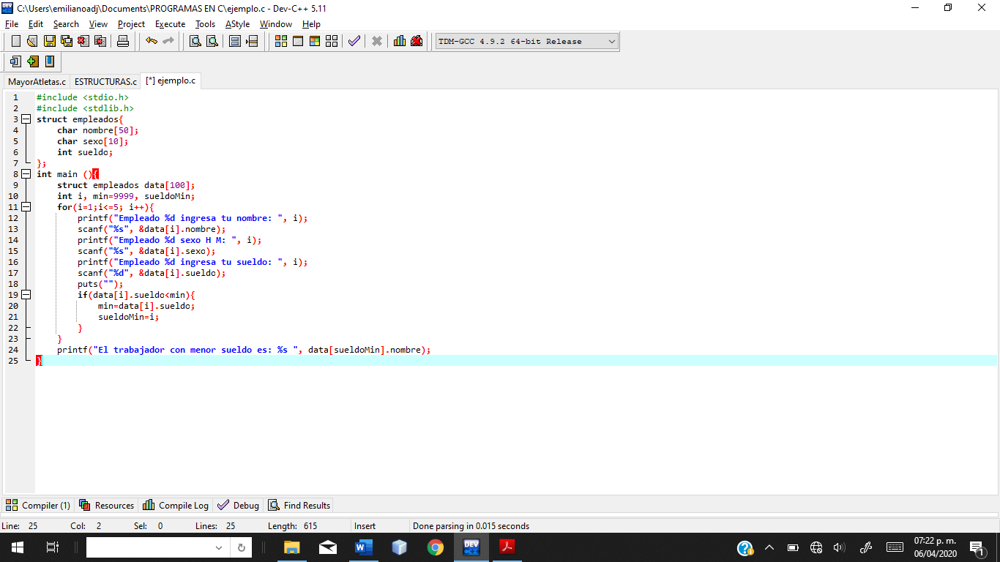 C:\Users\emilianoadj\Documents\PROGRAMAS EN C\ejemplo.c - Dev-C++ 5.11
File Edit Search View Project Execute Tools AStyle Window Help
TDM-GCC 4.9.2 64-bit Release
MayorAtletas.c ESTRUCTURAS.c [*] ejemplo.c
1 #include <stdio.h>
2 #include <stdlib.h>
3 struct empleados{
4 char nombre[50];
5 char sexo[10];
6 int sueldo;
7 };
8 int main (){
9 struct empleados data[100];
10 int i, min=9999, sueldoMin;
11 for(i=1;i<=5; i++){
12 printf("Empleado %d ingresa tu nombre: ", i);
13 scanf("%s", &data[i].nombre);
14 printf("Empleado %d sexo H M: ", i);
15 scanf("%s", &data[i].sexo);
16 printf("Empleado %d ingresa tu sueldo: ", i);
17 scanf("%d", &data[i].sueldo);
18 puts("");
19 if(data[i].sueldo<min){
20 min=data[i].sueldo;
21 sueldoMin=i;
22 }
23 }
24 printf("El trabajador con menor sueldo es: %s ", data[sueldoMin].nombre);
25 }
Compiler (1) Resources Compile Log Debug Find Results
Line: 25 Col: 2 Sel: 0 Lines: 25 Length: 615 Insert Done parsing in 0.015 seconds
07:22 p. m.
06/04/2020